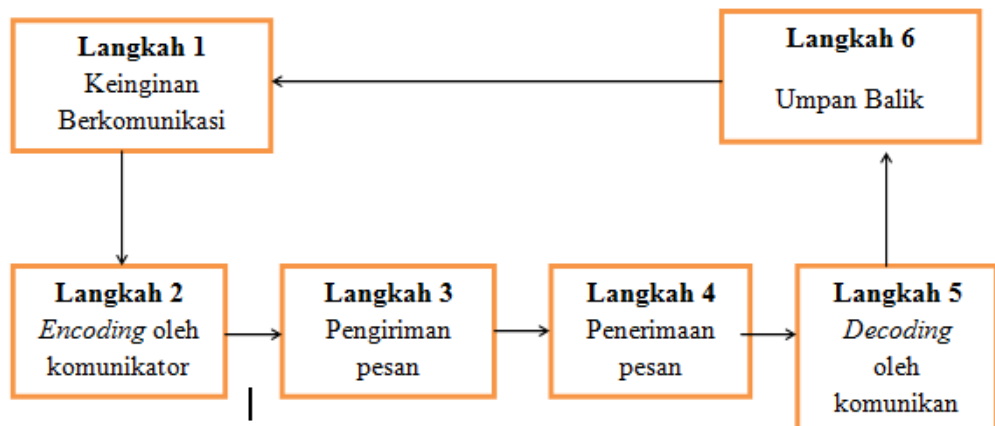 Langkah 1
Keinginan
Berkomunikasi
Langkah 2
Encoding oleh
komunikator
Langkah 3
Pengiriman
pesan
Langkah 4
Penerimaan
pesan
Langkah 5
Decoding
oleh
komunikan
Langkah 6
Umpan Balik